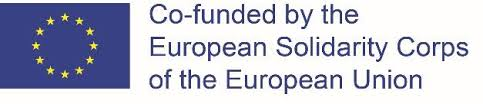 Co-funded by the
European Solidarity Corps
of the European Union